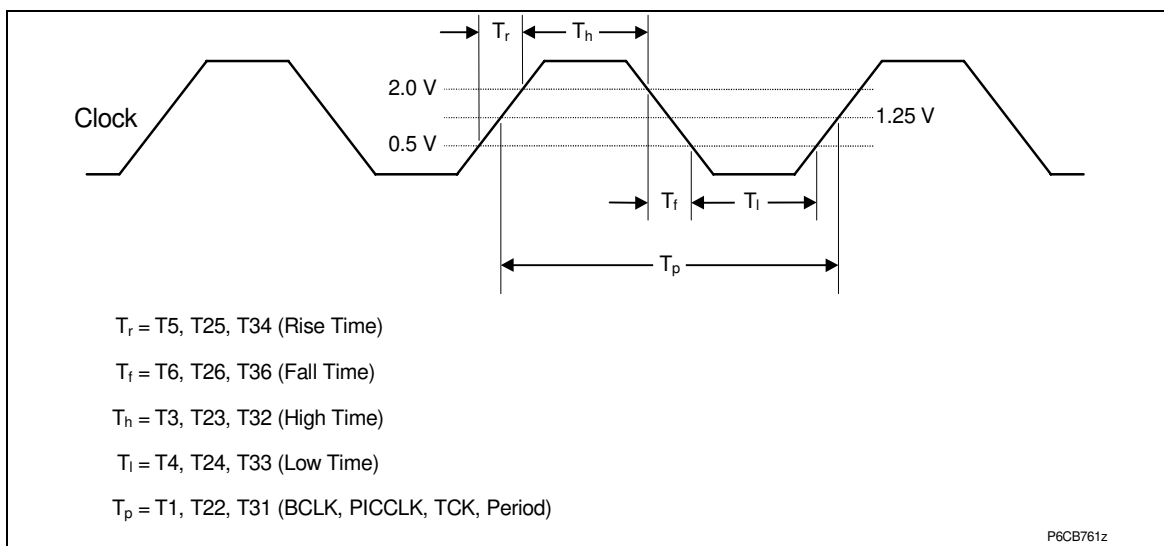 Tr Th
2.0 V
Clock 1.25 V
0.5 V
Tf Tl
Tp
Tr = T5, T25, T34 (Rise Time)
Tf = T6, T26, T36 (Fall Time)
Th = T3, T23, T32 (High Time)
Tl = T4, T24, T33 (Low Time)
Tp = T1, T22, T31 (BCLK, PICCLK, TCK, Period)
P6CB761z